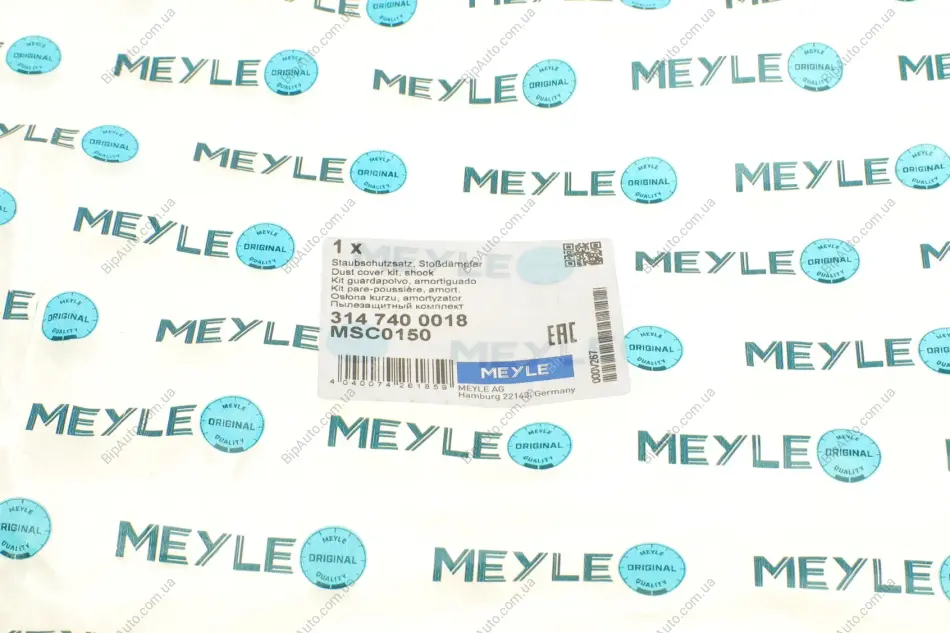 MEYLE ORIGINAL QUALITY
1 x
Staubschutzsatz, Stoßdämpfer
Dust cover kit, shock
Kit guardapolvo, amortiguado
Kit pare-poussière, amort.
Osłona kurzu, amortyzator
Пылезащитный комплект
314 740 0018
MSC0150
EAC
000V267
4 040074 261859
MEYLE
MEYLE AG
Hamburg 22143, Germany
BipAuto.com.ua